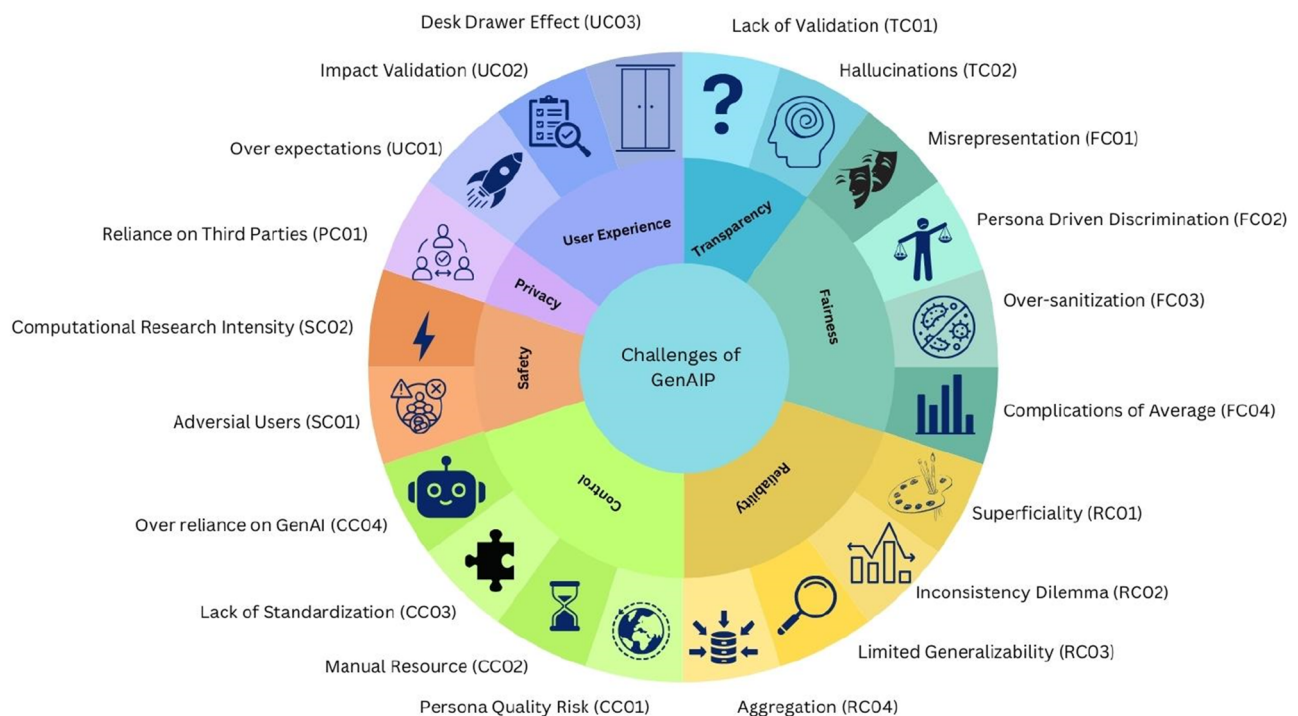 Desk Drawer Effect (UC03)
Lack of Validation (TC01)
Impact Validation (UC02)
Hallucinations (TC02)
Over expectations (UC01)
Misrepresentation (FC01)
Reliance on Third Parties (PC01)
Persona Driven Discrimination (FC02)
Computational Research Intensity (SC02)
Over-sanitization (FC03)
Adversial Users (SC01)
Complications of Average (FC04)
Over reliance on GenAI (CC04)
Superficiality (RC01)
Lack of Standardization (CC03)
Inconsistency Dilemma (RC02)
Manual Resource (CC02)
Limited Generalizability (RC03)
Persona Quality Risk (CC01)
Aggregation (RC04)
User Experience
Transparency
Privacy
Fairness
Safety
Control
Reliability
Challenges of
GenAIP
?